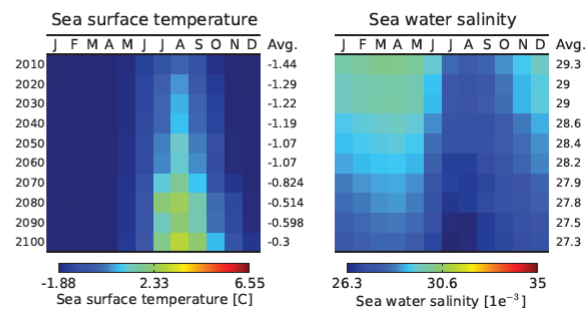 Sea surface temperature
J F M A M J J A S O N D Avg.
2010 -1.44
2020 -1.29
2030 -1.22
2040 -1.19
2050 -1.07
2060 -1.07
2070 -0.824
2080 -0.514
2090 -0.598
2100 -0.3
-1.88 2.33 6.55
Sea surface temperature [C]
Sea water salinity
J F M A M J J A S O N D Avg.
29.3
29
29
28.6
28.4
28.2
27.9
27.8
27.5
27.3
26.3 30.6 35
Sea water salinity [1e⁻³]